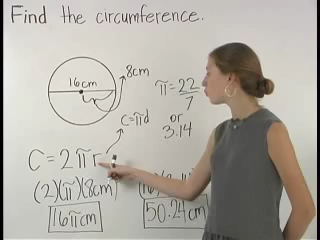 Find the circumference.
16cm
8cm
π = 22/7
C = πd
or
3.14
C = 2πr
(2)(π)(8cm)
16πcm
50.24cm